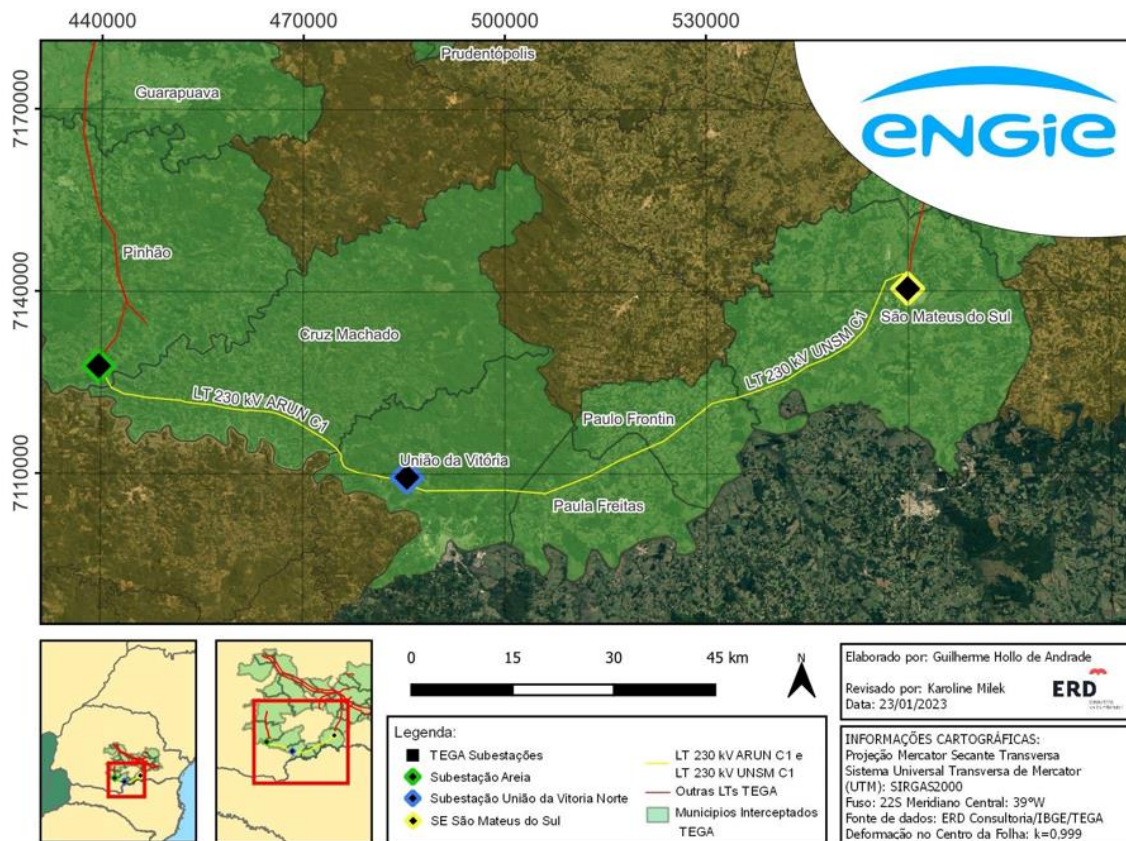 440000
470000
500000
530000
7170000
7140000
7110000
Prudentópolis
Guarapuava
ENGIE
Pinhão
Cruz Machado
São Mateus do Sul
LT 230 kV UNSM C1
LT 230 kV ARUN C1
Paulo Frontin
União da Vitória
Paula Freitas
0 15 30 45 km
N
Legenda:
TEGA Subestações
Subestação Areia
Subestação União da Vitoria Norte
SE São Mateus do Sul
LT 230 kV ARUN C1 e
LT 230 kV UNSM C1
Outras LTs TEGA
Municipios Interceptados
TEGA
Elaborado por: Guilherme Hollo de Andrade
Revisado por: Karoline Milek
Data: 23/01/2023
ERD
INFORMAÇÕES CARTOGRÁFICAS:
Projeção Mercator Secante Transversa
Sistema Universal Transversa de Mercator
(UTM): SIRGAS2000
Fuso: 22S Meridiano Central: 39°W
Fonte de dados: ERD Consultoria/IBGE/TEGA
Deformação no Centro da Folha: k=0,999